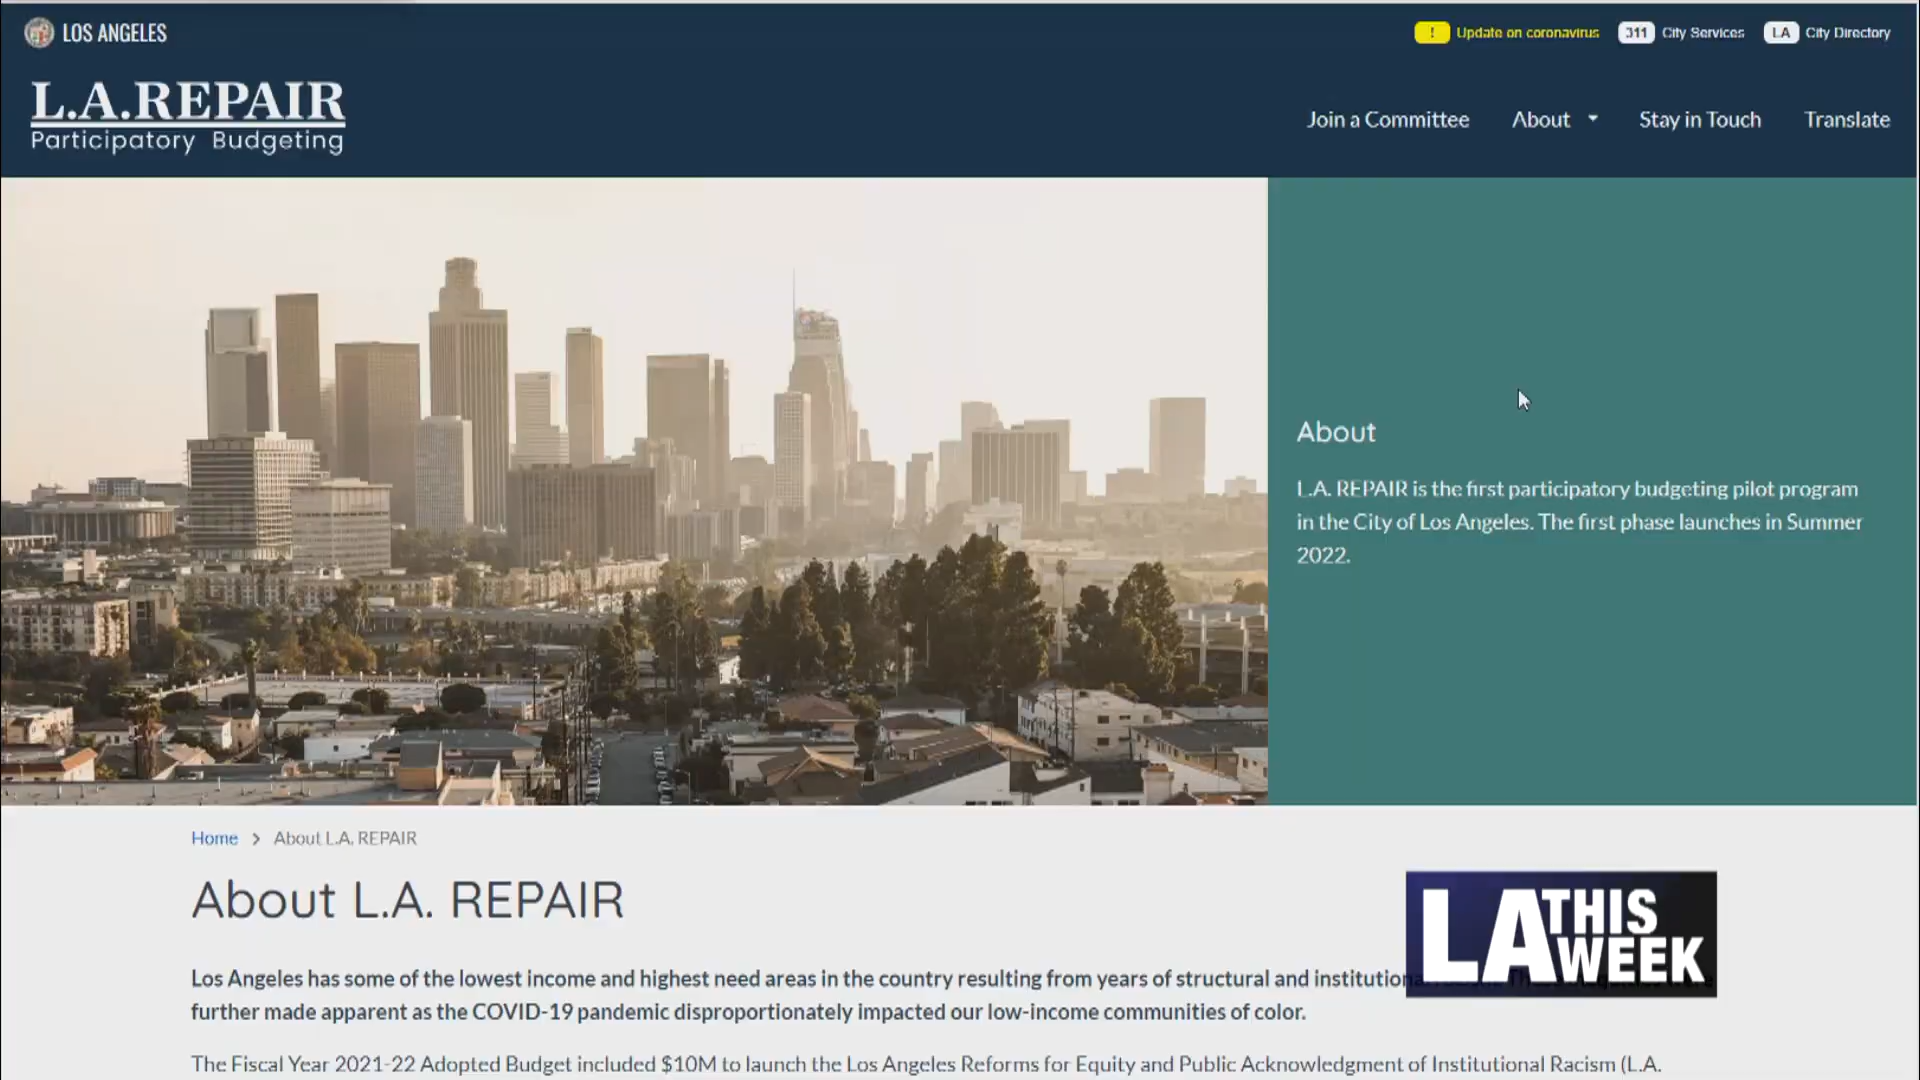 LOS ANGELES
! Update on coronavirus 311 City Services LA City Directory
L.A.REPAIR
Participatory Budgeting
Join a Committee About Stay in Touch Translate
About
L.A. REPAIR is the first participatory budgeting pilot program
in the City of Los Angeles. The first phase launches in Summer
2022.
Home > About L.A. REPAIR
About L.A. REPAIR
LA THIS WEEK
Los Angeles has some of the lowest income and highest need areas in the country resulting from years of structural and
further made apparent as the COVID-19 pandemic disproportionately impacted our low-income communities of color.
The Fiscal Year 2021-22 Adopted Budget included $10M to launch the Los Angeles Reforms for Equity and Public Acknowledgment of Institutional Racism (L.A.